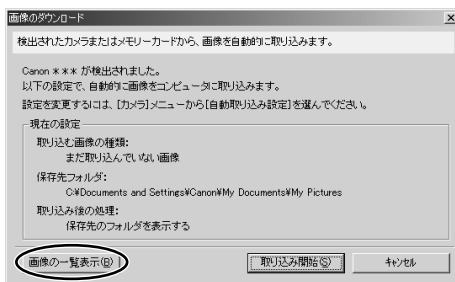 画像のダウンロード
検出されたカメラまたはメモリーカードから、画像を自動的に取り込みます。
Canon *** が検出されました。
以下の設定で、自動的に画像をコンピュータに取り込みます。
設定を変更するには、[カメラ]メニューから[自動取り込み設定]を選んでください。
現在の設定
取り込む画像の種類:
まだ取り込んでいない画像
保存先フォルダ:
C:¥Documents and Settings¥Canon¥My Documents¥My Pictures
取り込み後の処理:
保存先のフォルダを表示する
画像の一覧表示(B) 取り込み開始(S) キャンセル